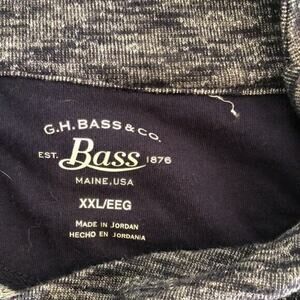 G.H. BASS & CO.
EST. Bass 1876
MAINE, USA
XXL/EEG
MADE IN JORDAN
HECHO EN JORDANIA